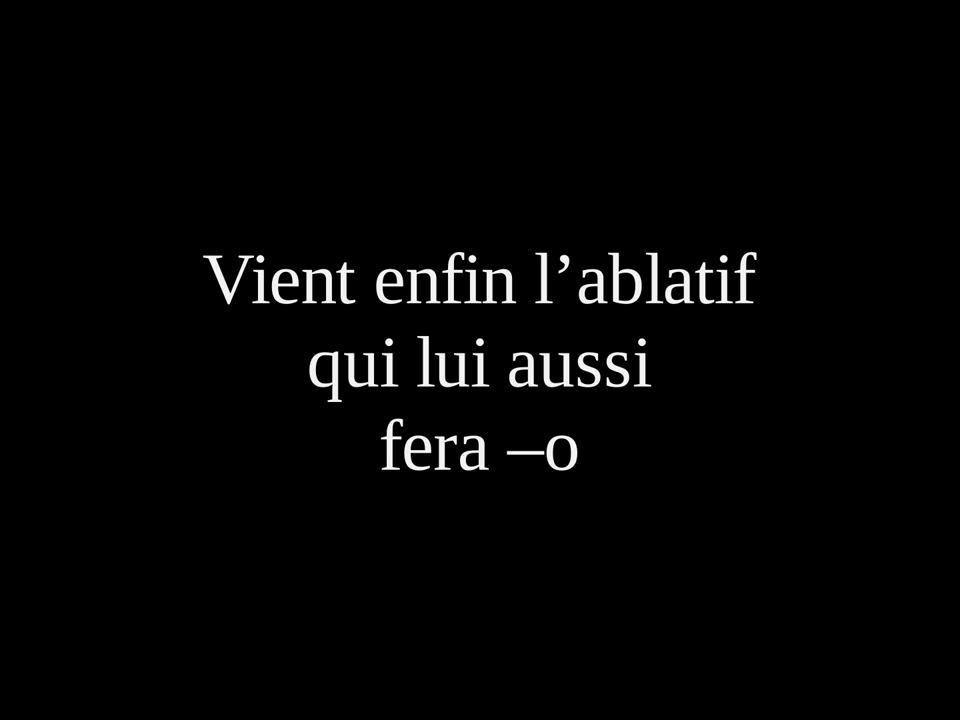 Vient enfin l’ablatif
qui lui aussi
fera –o